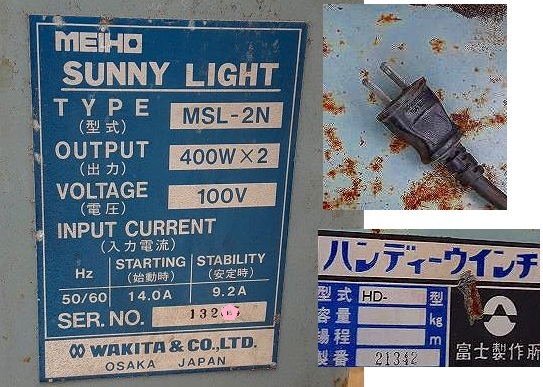 MEIHO
SUNNY LIGHT
TYPE MSL-2N
(型式)
OUTPUT 400W×2
(出力)
VOLTAGE 100V
(電圧)
INPUT CURRENT
(入力電流)
Hz STARTING STABILITY
(始動時) (安定時)
50/60 14.0A 9.2A
SER. NO. 132
WAKITA & CO., LTD.
OSAKA JAPAN
ハンディーウインチ
型式 HD- 型
容量 kg
揚程 m
製番 21342
富士製作所